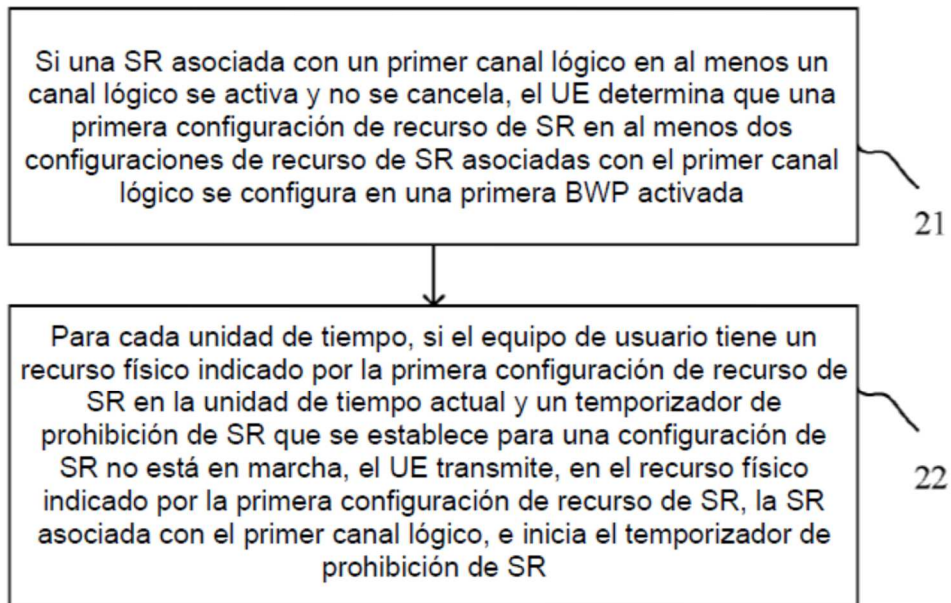 Si una SR asociada con un primer canal lógico en al menos un
canal lógico se activa y no se cancela, el UE determina que una
primera configuración de recurso de SR en al menos dos
configuraciones de recurso de SR asociadas con el primer canal
lógico se configura en una primera BWP activada
21
Para cada unidad de tiempo, si el equipo de usuario tiene un
recurso físico indicado por la primera configuración de recurso de
SR en la unidad de tiempo actual y un temporizador de
prohibición de SR que se establece para una configuración de
SR no está en marcha, el UE transmite, en el recurso físico
indicado por la primera configuración de recurso de SR, la SR
asociada con el primer canal lógico, e inicia el temporizador de
prohibición de SR
22